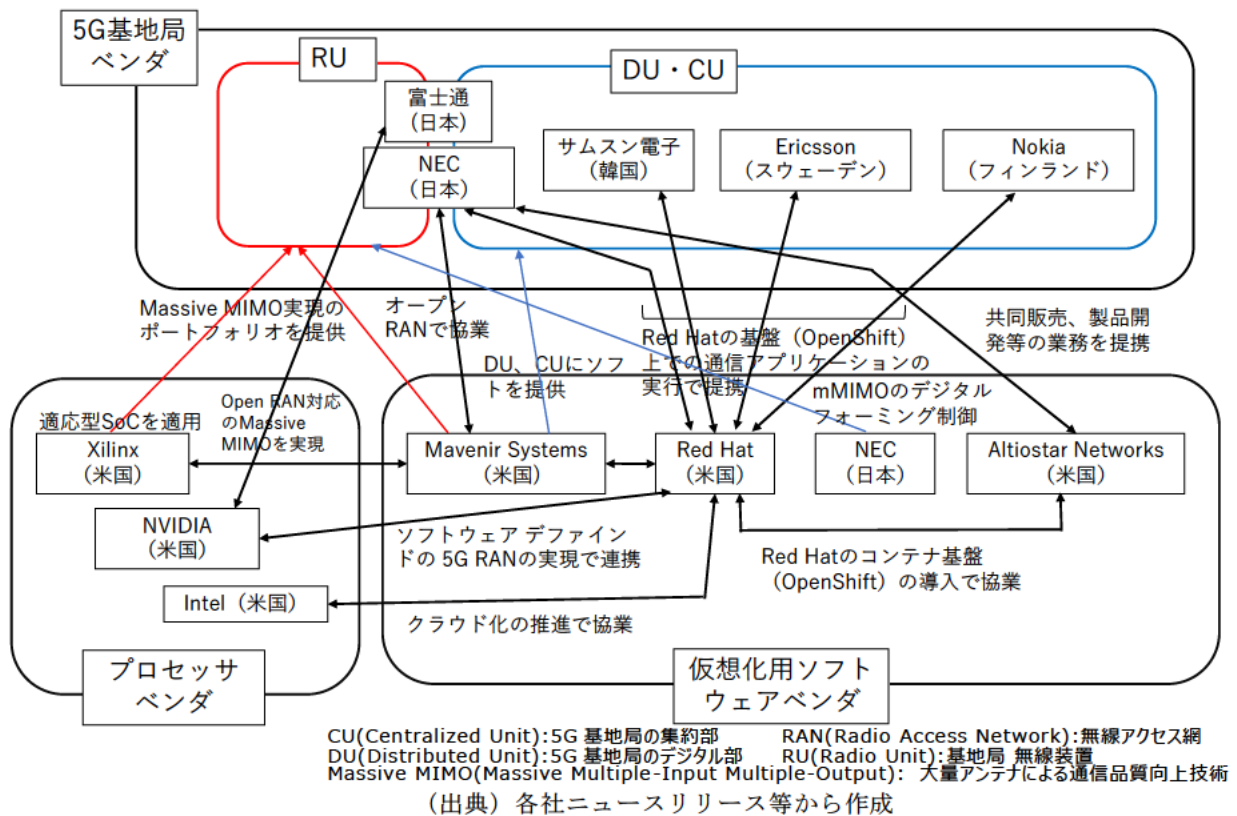 5G基地局
ベンダ
RU
DU・CU
富士通
(日本)
NEC
(日本)
サムスン電子
(韓国)
Ericsson
(スウェーデン)
Nokia
(フィンランド)
Massive MIMO実現の
ポートフォリオを提供
オープン
RANで協業
DU、CUにソフ
トを提供
Red Hatの基盤（OpenShift）
上での通信アプリケーションの
実行で提携
共同販売、製品開
発等の業務を提携
mMIMOのデジタル
フォーミング制御
適応型SoCを適用
Open RAN対応
のMassive
MIMOを実現
Xilinx
(米国)
NVIDIA
(米国)
Intel（米国）
Mavenir Systems
(米国)
Red Hat
(米国)
NEC
(日本)
Altiostar Networks
(米国)
ソフトウェア デファイン
ドの 5G RANの実現で連携
Red Hatのコンテナ基盤
（OpenShift）の導入で協業
クラウド化の推進で協業
プロセッサ
ベンダ
仮想化用ソフト
ウェアベンダ
CU(Centralized Unit):5G 基地局の集約部 RAN(Radio Access Network):無線アクセス網
DU(Distributed Unit):5G 基地局のデジタル部 RU(Radio Unit):基地局 無線装置
Massive MIMO(Massive Multiple-Input Multiple-Output): 大量アンテナによる通信品質向上技術
（出典）各社ニュースリリース等から作成